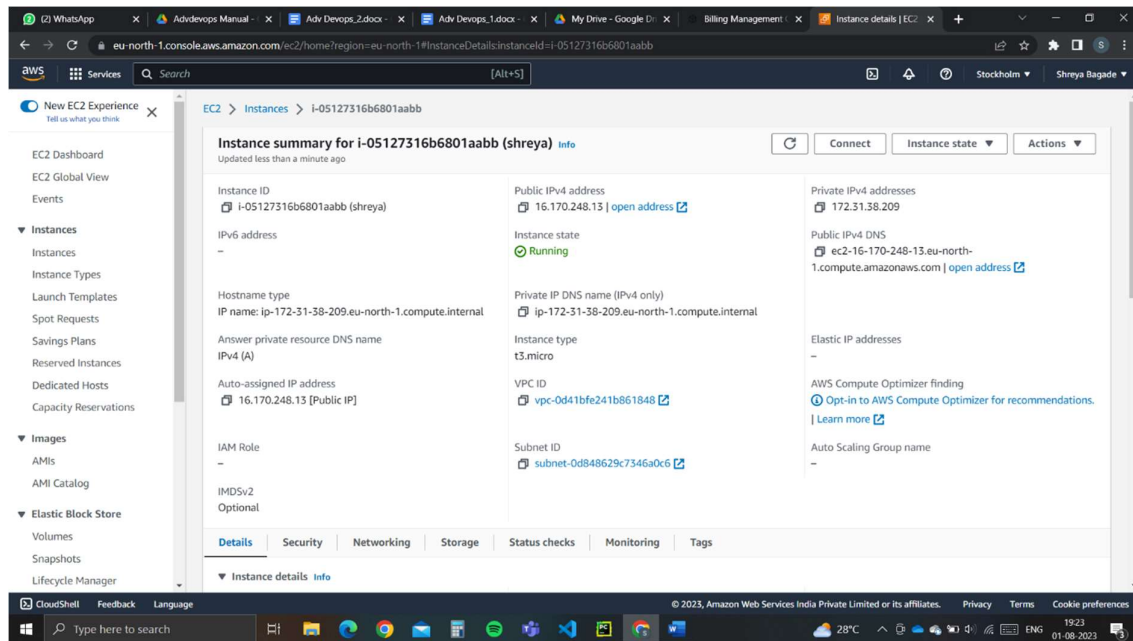 (2) WhatsApp
Advdevops Manual -
Adv Devops_2.docx -
Adv Devops_1.docx -
My Drive - Google Dri
Billing Management
Instance details | EC2
eu-north-1.console.aws.amazon.com/ec2/home?region=eu-north-1#InstanceDetails:instanceId=i-05127316b6801aabb
S
aws
Services
Search
[Alt+S]
Stockholm
Shreya Bagade
New EC2 Experience
Tell us what you think
EC2 Dashboard
EC2 Global View
Events
Instances
Instances
Instance Types
Launch Templates
Spot Requests
Savings Plans
Reserved Instances
Dedicated Hosts
Capacity Reservations
Images
AMIs
AMI Catalog
Elastic Block Store
Volumes
Snapshots
Lifecycle Manager
EC2 > Instances > i-05127316b6801aabb
Instance summary for i-05127316b6801aabb (shreya) Info
Updated less than a minute ago
Connect
Instance state
Actions
Instance ID
i-05127316b6801aabb (shreya)
Public IPv4 address
16.170.248.13 | open address
Private IPv4 addresses
172.31.38.209
IPv6 address
–
Instance state
Running
Public IPv4 DNS
ec2-16-170-248-13.eu-north-
1.compute.amazonaws.com | open address
Hostname type
IP name: ip-172-31-38-209.eu-north-1.compute.internal
Private IP DNS name (IPv4 only)
ip-172-31-38-209.eu-north-1.compute.internal
Answer private resource DNS name
IPv4 (A)
Instance type
t3.micro
Elastic IP addresses
–
Auto-assigned IP address
16.170.248.13 [Public IP]
VPC ID
vpc-0d41bfe241b861848
AWS Compute Optimizer finding
Opt-in to AWS Compute Optimizer for recommendations.
| Learn more
IAM Role
–
Subnet ID
subnet-0d848629c7346a0c6
Auto Scaling Group name
–
IMDSv2
Optional
Details
Security
Networking
Storage
Status checks
Monitoring
Tags
Instance details Info
CloudShell
Feedback
Language
© 2023, Amazon Web Services India Private Limited or its affiliates.
Privacy
Terms
Cookie preferences
Type here to search
28°C
ENG
19:23
01-08-2023